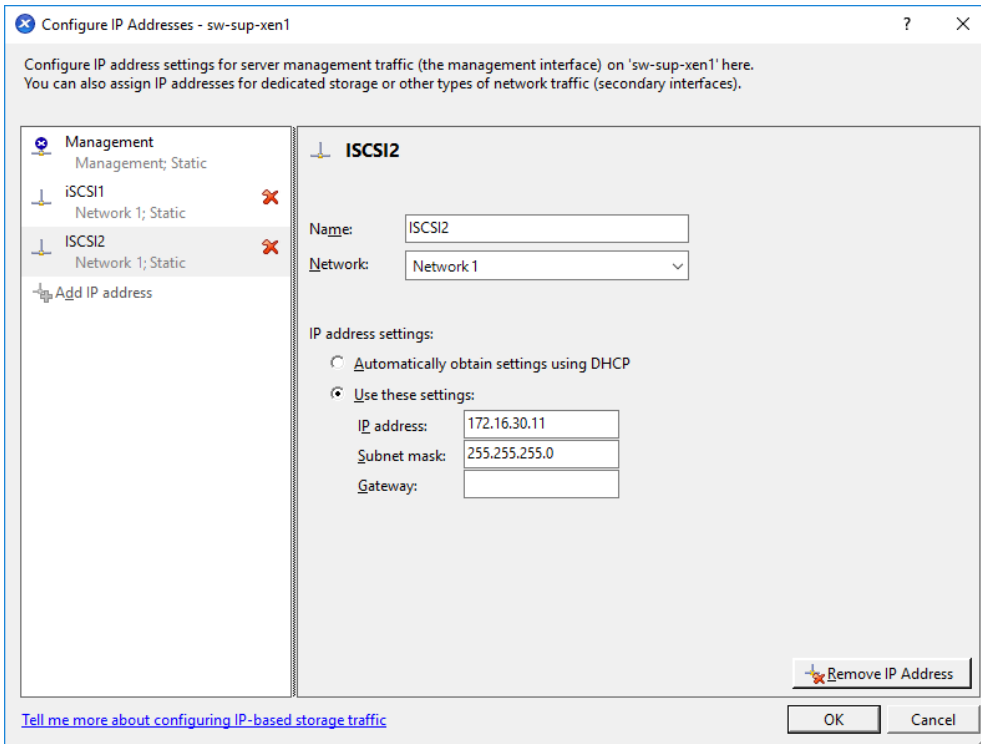 Configure IP Addresses - sw-sup-xen1
Configure IP address settings for server management traffic (the management interface) on 'sw-sup-xen1' here.
You can also assign IP addresses for dedicated storage or other types of network traffic (secondary interfaces).
Management
Management; Static
iSCSI1
Network 1; Static
ISCSI2
Network 1; Static
Add IP address
ISCSI2
Name: ISCSI2
Network: Network 1
IP address settings:
Automatically obtain settings using DHCP
Use these settings:
IP address: 172.16.30.11
Subnet mask: 255.255.255.0
Gateway:
Remove IP Address
Tell me more about configuring IP-based storage traffic
OK Cancel